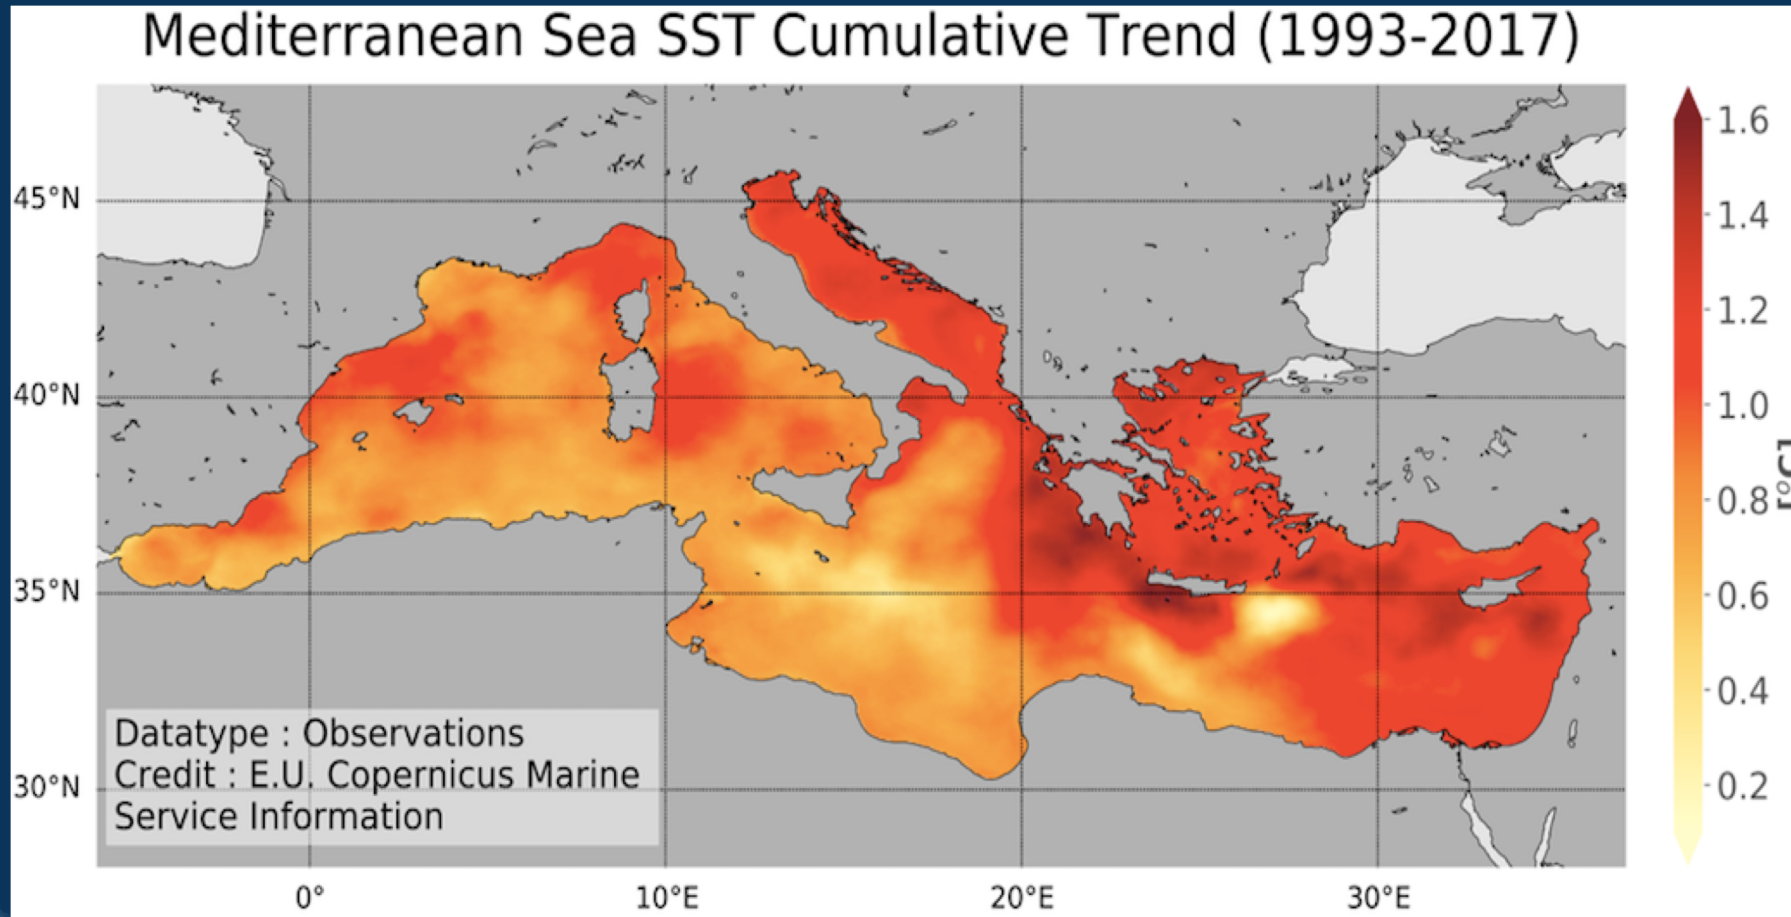 Mediterranean Sea SST Cumulative Trend (1993-2017)
1.6
45°N
1.4
1.2
40°N
1.0
0.8
35°N
0.6
0.4
Datatype : Observations
Credit : E.U. Copernicus Marine
Service Information
30°N
0.2
0°
10°E
20°E
30°E